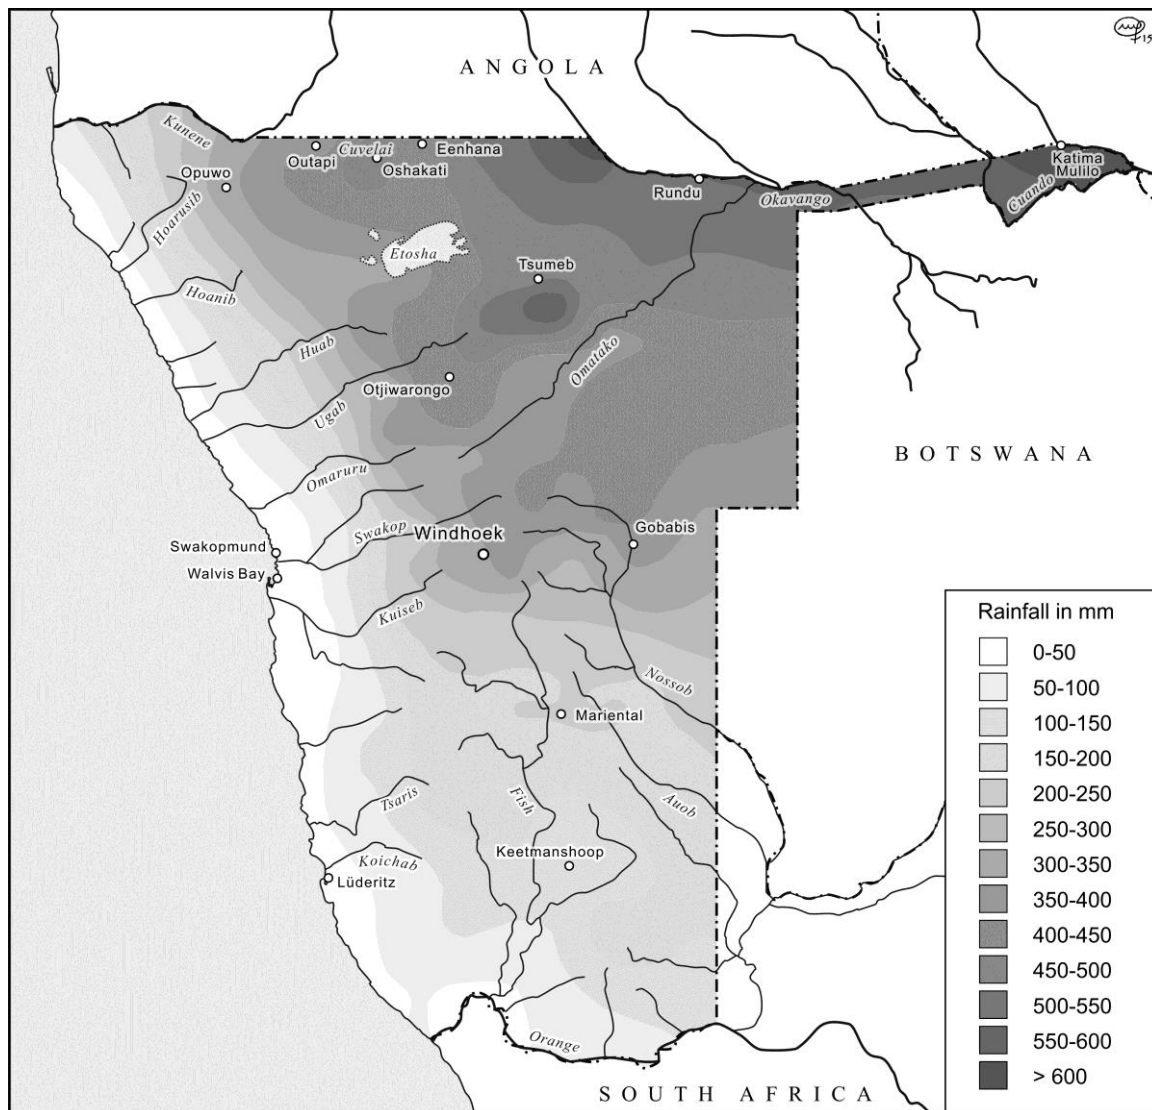 15
ANGOLA
Kunene
Cuvelai
Eenhana
Outapi
Oshakati
Katima
Mulilo
Opuwo
Rundu
Okavango
Cuando
Hoarusib
Etosha
Tsumeb
Hoanib
Huab
Omatako
Otjiwarongo
Ugab
BOTSWANA
Omaruru
Swakop
Windhoek
Gobabis
Swakopmund
Walvis Bay
Kuiseb
Nossob
Mariental
Tsaris
Fish
Auob
Keetmanshoop
Koichab
Lüderitz
Orange
SOUTH AFRICA
Rainfall in mm
0-50
50-100
100-150
150-200
200-250
250-300
300-350
350-400
400-450
450-500
500-550
550-600
> 600